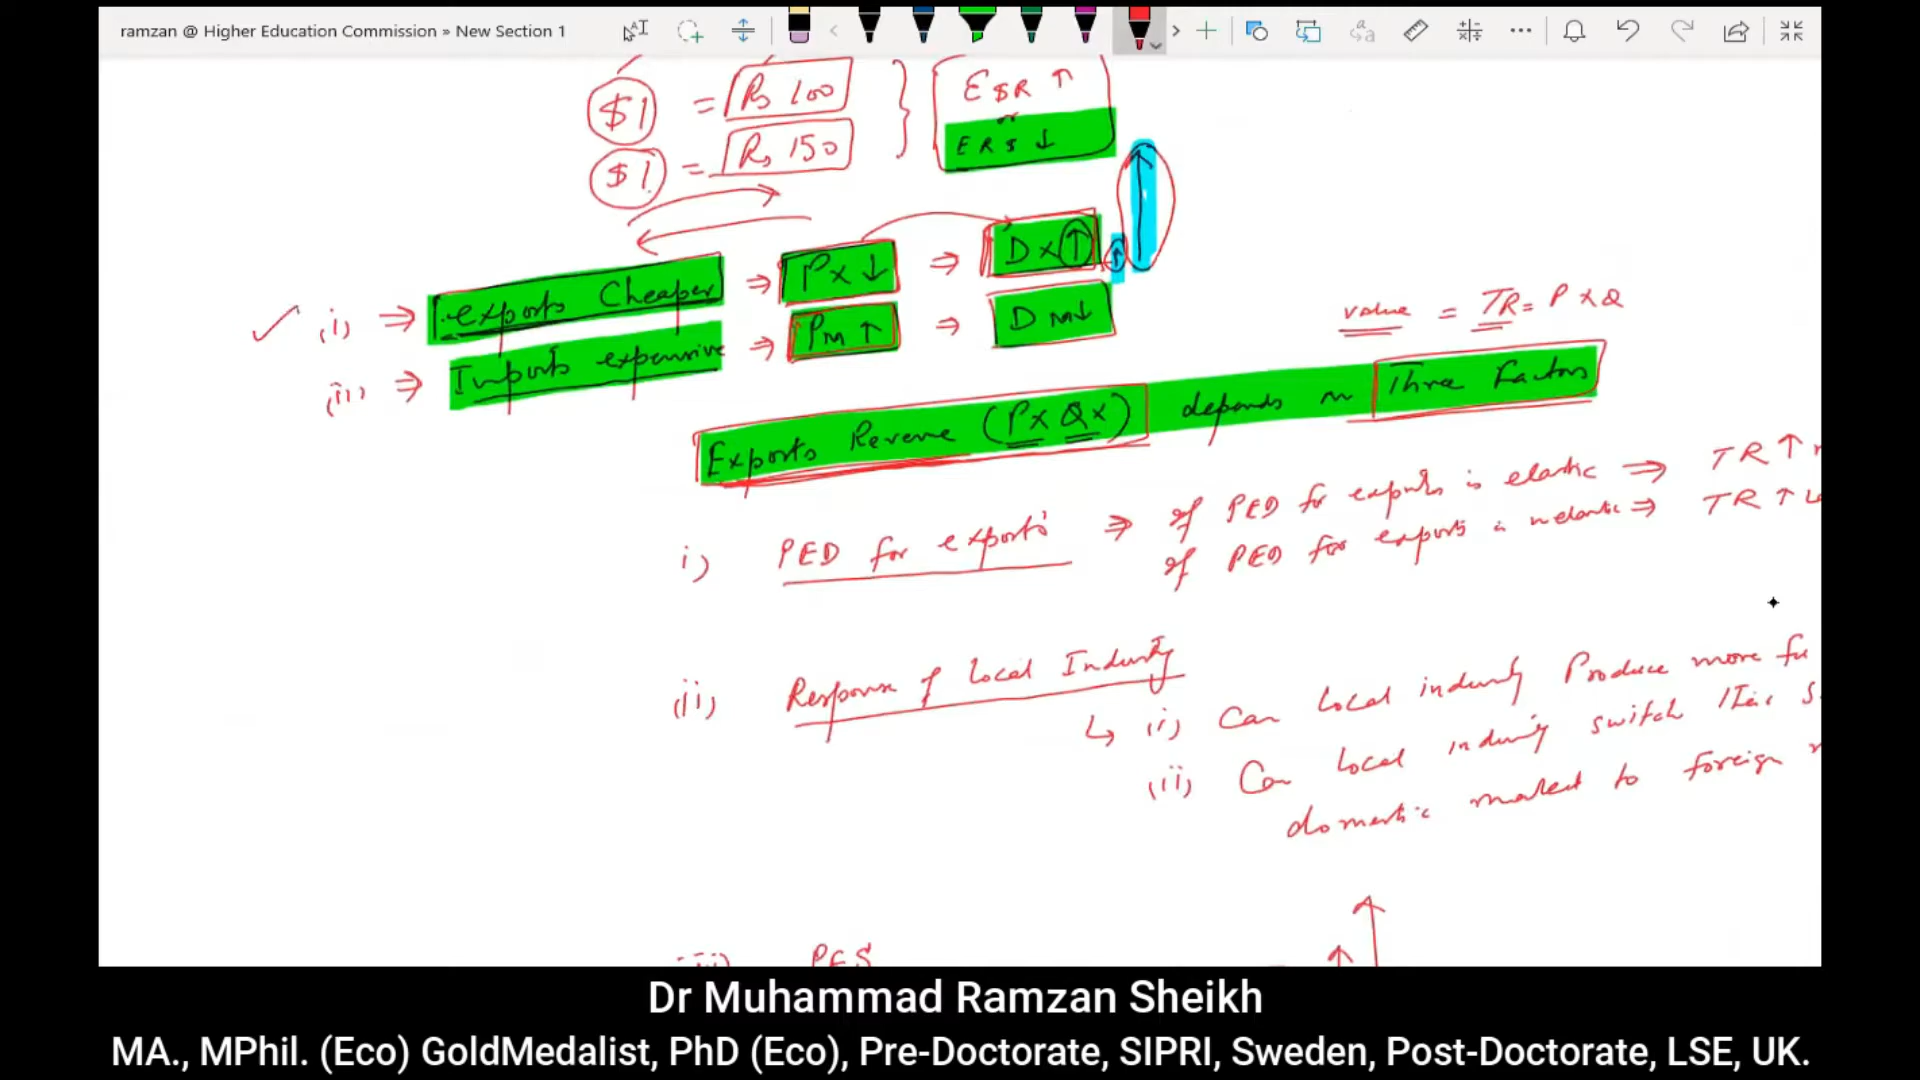 ramzan @ Higher Education Commission » New Section 1
$1 = Rs 100
E $R ↑
or
$1 = Rs 150
E R $ ↓
(i) ⇒ exports Cheaper ⇒ Px ↓ ⇒ Dx ↑
(ii) ⇒ Imports expensive ⇒ PM ↑ ⇒ D M↓
value = TR = P X Q
Exports Revenue (Px Qx) depends on Three Factors
i) PED for exports ⇒ If PED for exports is elastic ⇒ TR ↑
If PED for exports is inelastic ⇒ TR ↑
(ii) Response of Local Industry
↳ (i) Can Local industry Produce more
(ii) Can Local industry switch
domestic market to foreign
(iii) PES
Dr Muhammad Ramzan Sheikh
MA., MPhil. (Eco) GoldMedalist, PhD (Eco), Pre-Doctorate, SIPRI, Sweden, Post-Doctorate, LSE, UK.